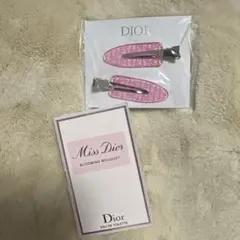 DIOR
Miss Dior
BLOOMING BOUQUET
Dior
EAU DE TOILETTE